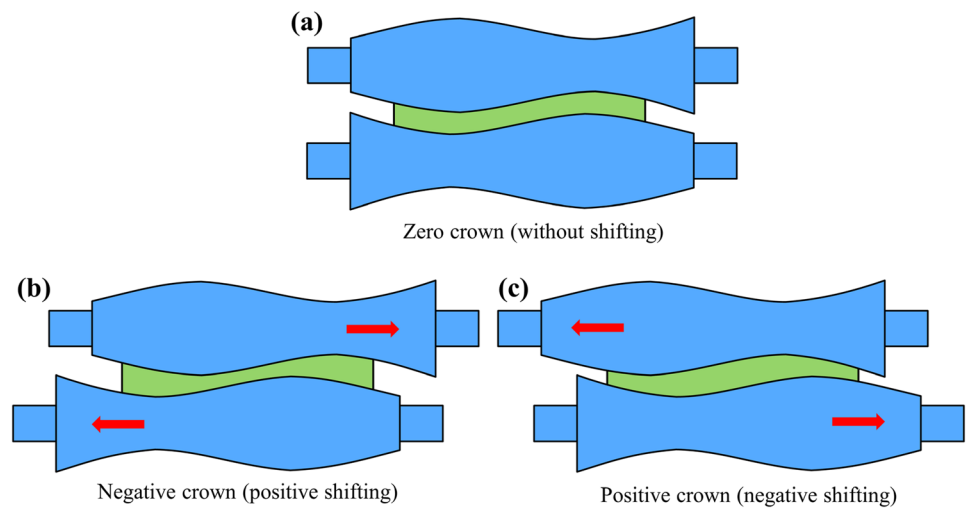 (a)
Zero crown (without shifting)
(b)
(c)
Negative crown (positive shifting)
Positive crown (negative shifting)